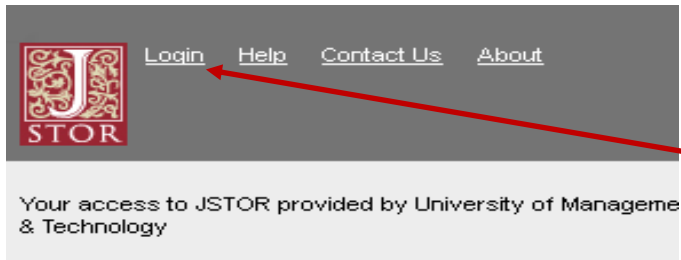 Login Help Contact Us About
JSTOR
Your access to JSTOR provided by University of Manageme
& Technology